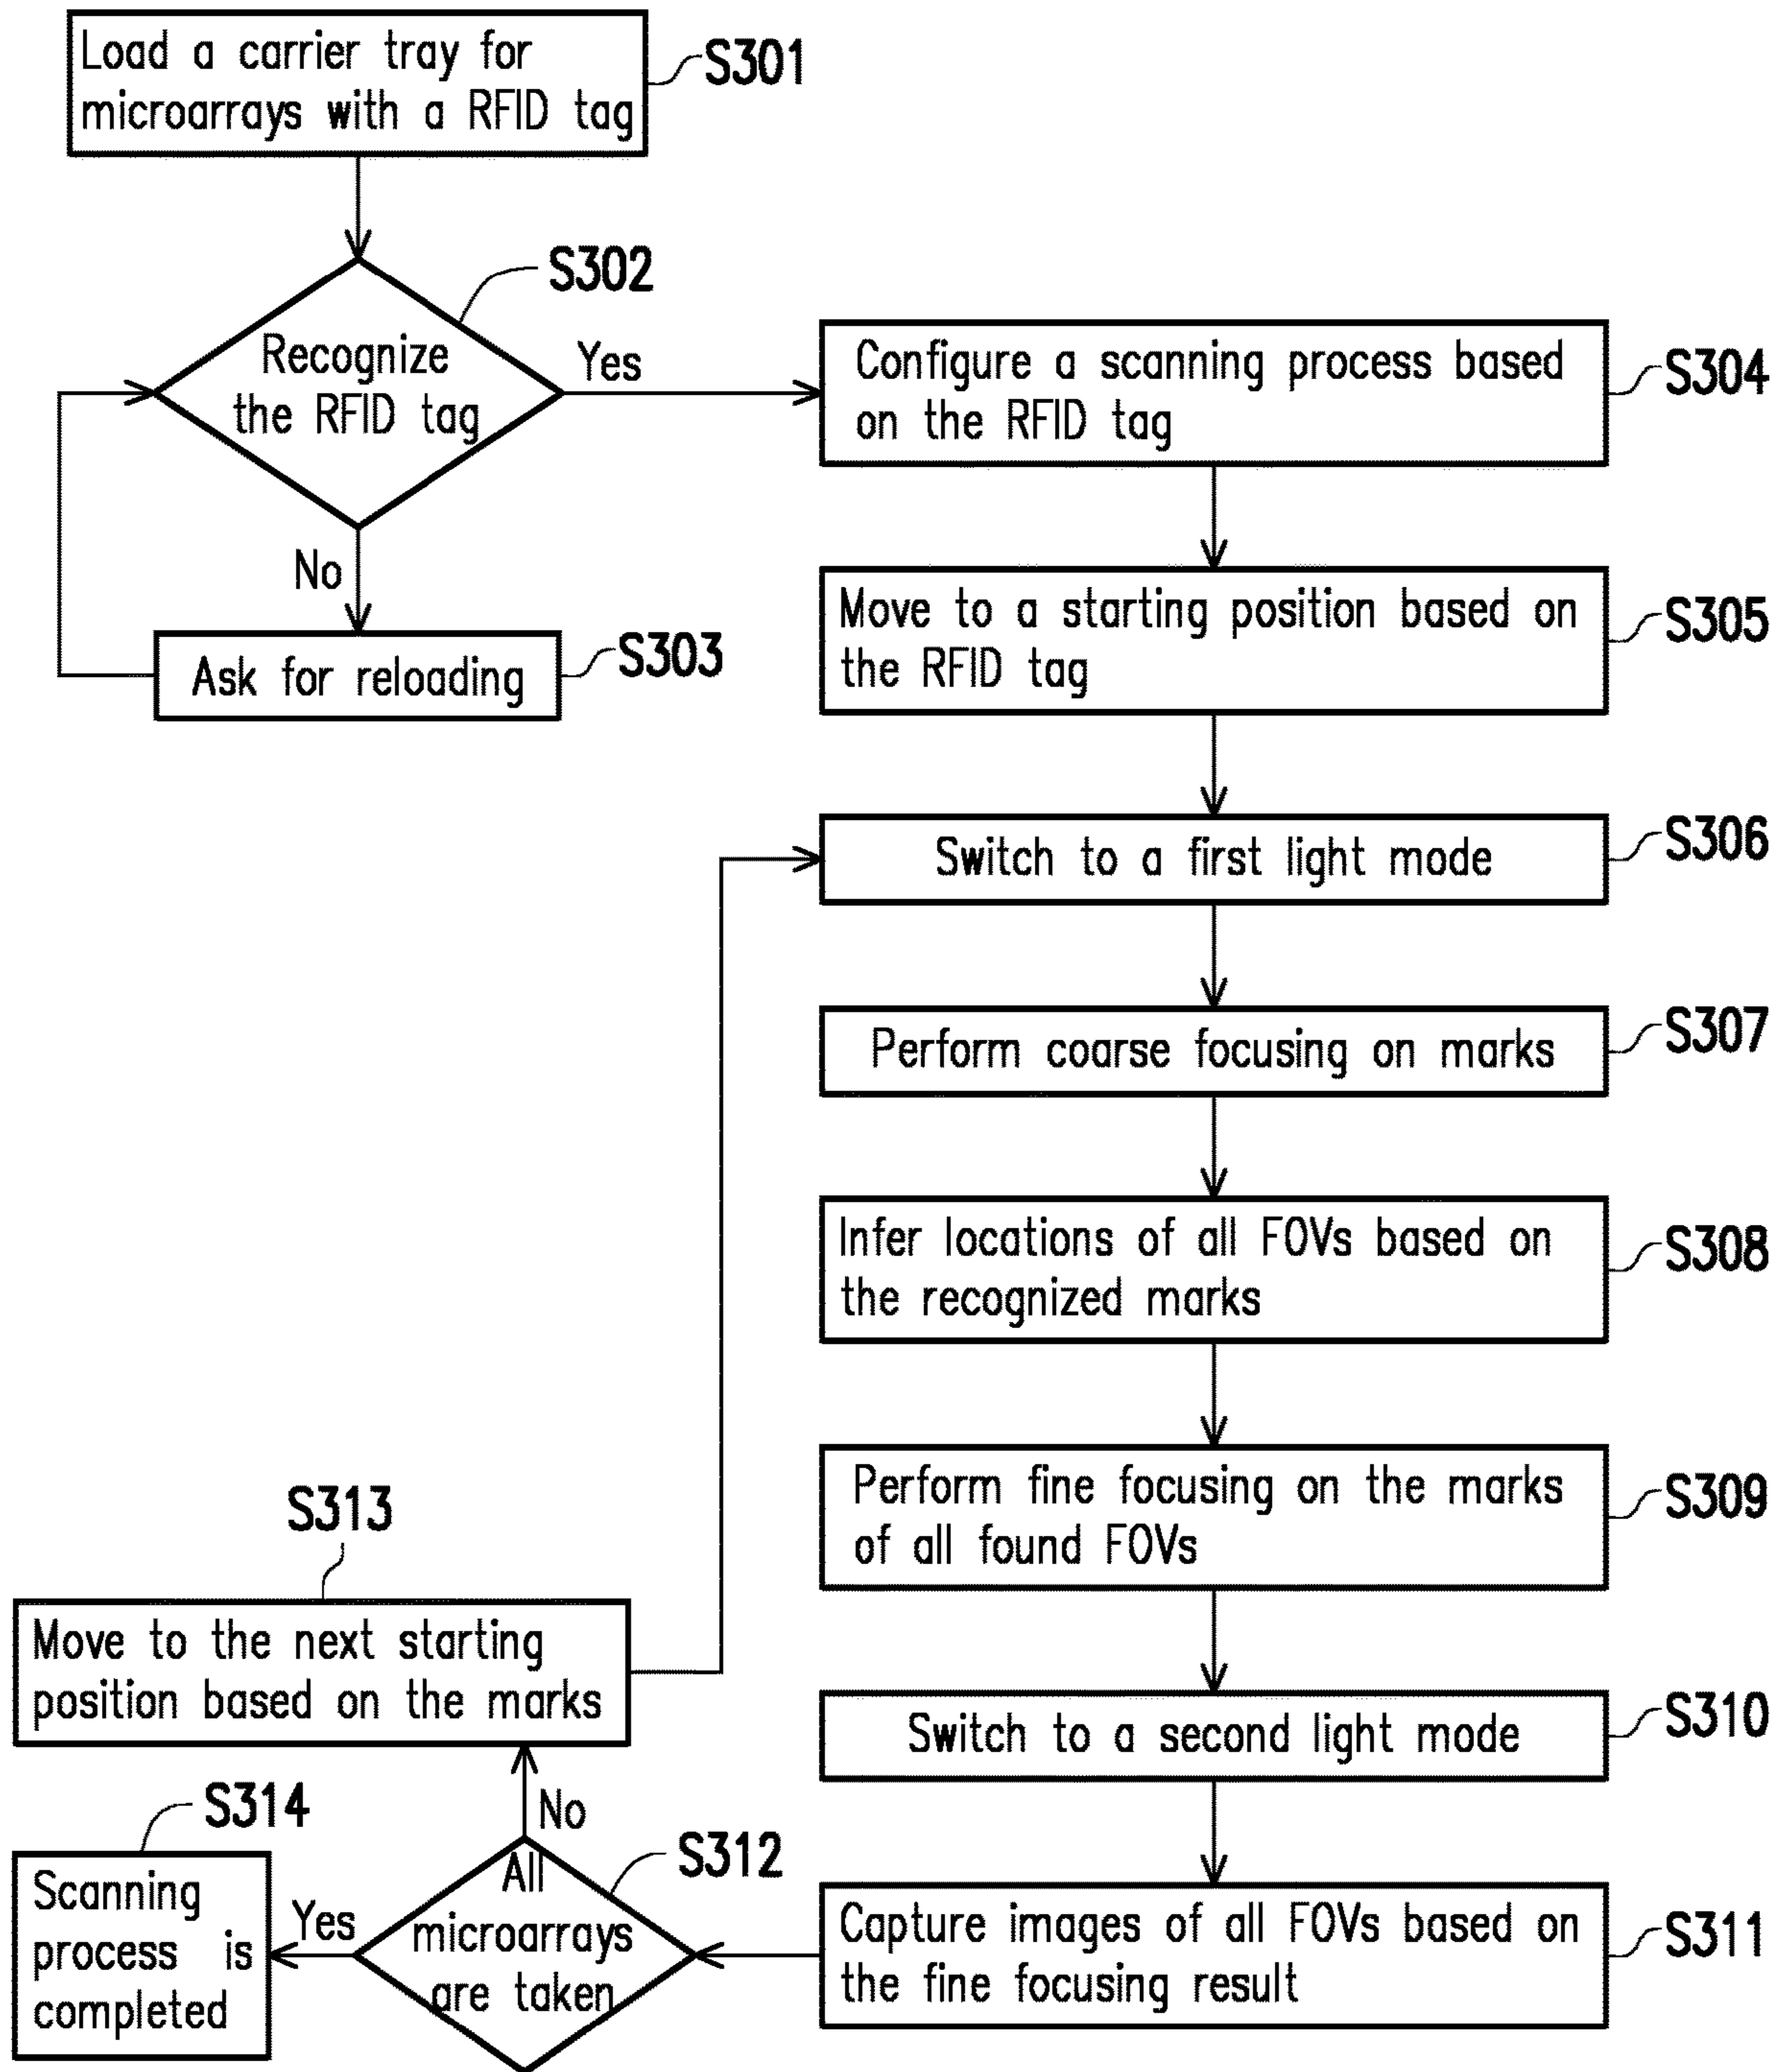 Load a carrier tray for
microarrays with a RFID tag
S301
S302
Recognize
the RFID tag
Yes
No
Ask for reloading
S303
Configure a scanning process based
on the RFID tag
S304
Move to a starting position based on
the RFID tag
S305
Switch to a first light mode
S306
Perform coarse focusing on marks
S307
Infer locations of all FOVs based on
the recognized marks
S308
Perform fine focusing on the marks
of all found FOVs
S309
Switch to a second light mode
S310
Capture images of all FOVs based on
the fine focusing result
S311
S312
All
microarrays
are taken
No
Yes
S313
Move to the next starting
position based on the marks
S314
Scanning
process is
completed